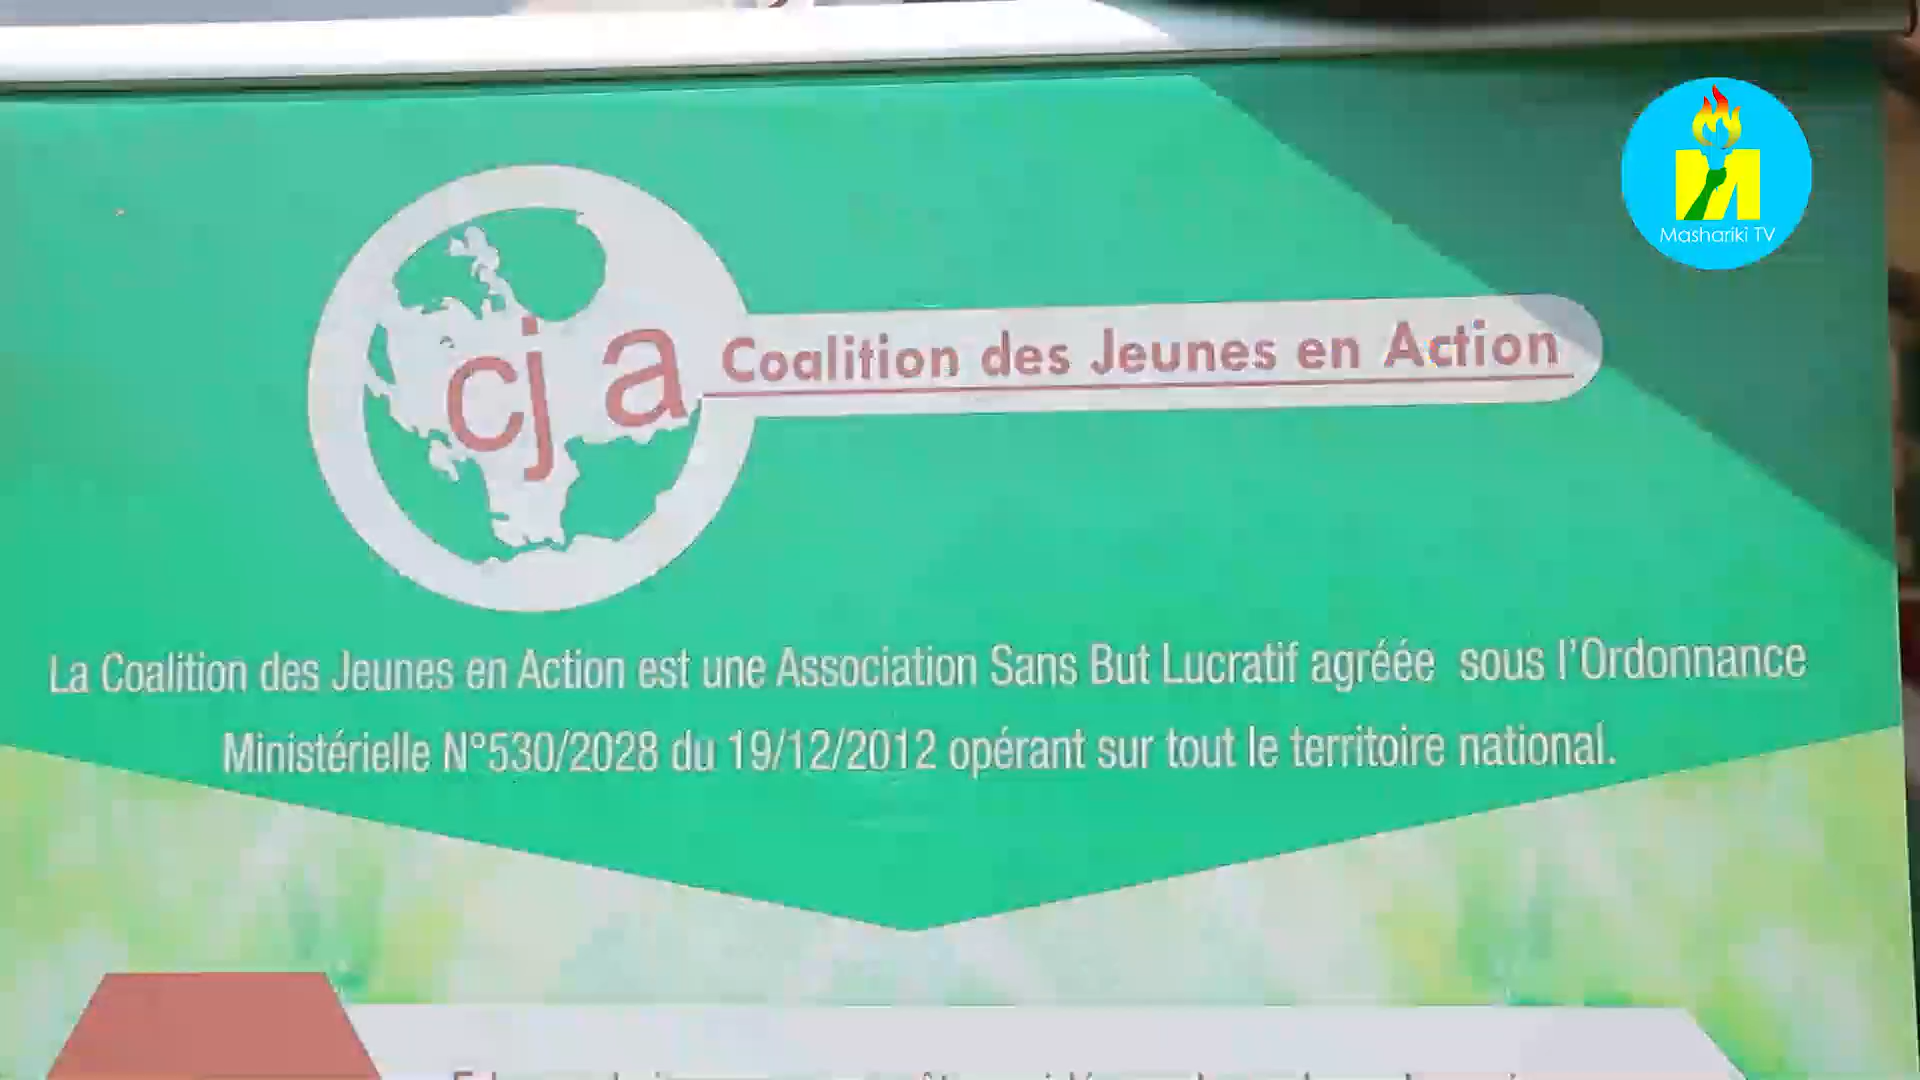 Mashariki TV
cja Coalition des Jeunes en Action
La Coalition des Jeunes en Action est une Association Sans But Lucratif agréée sous l'Ordonnance
Ministérielle N°530/2028 du 19/12/2012 opérant sur tout le territoire national.